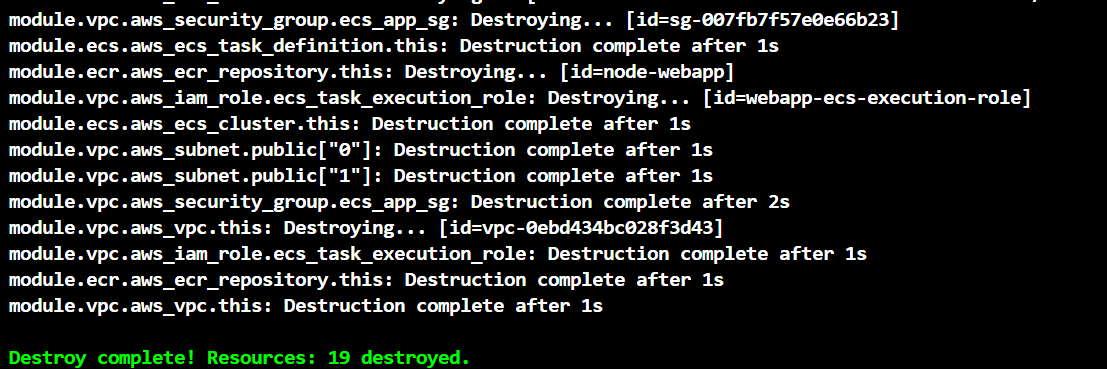 module.vpc.aws_security_group.ecs_app_sg: Destroying... [id=sg-007fb7f57e0e66b23]
module.ecs.aws_ecs_task_definition.this: Destruction complete after 1s
module.ecr.aws_ecr_repository.this: Destroying... [id=node-webapp]
module.vpc.aws_iam_role.ecs_task_execution_role: Destroying... [id=webapp-ecs-execution-role]
module.ecs.aws_ecs_cluster.this: Destruction complete after 1s
module.vpc.aws_subnet.public["0"]: Destruction complete after 1s
module.vpc.aws_subnet.public["1"]: Destruction complete after 1s
module.vpc.aws_security_group.ecs_app_sg: Destruction complete after 2s
module.vpc.aws_vpc.this: Destroying... [id=vpc-0ebd434bc028f3d43]
module.vpc.aws_iam_role.ecs_task_execution_role: Destruction complete after 1s
module.ecr.aws_ecr_repository.this: Destruction complete after 1s
module.vpc.aws_vpc.this: Destruction complete after 1s
Destroy complete! Resources: 19 destroyed.